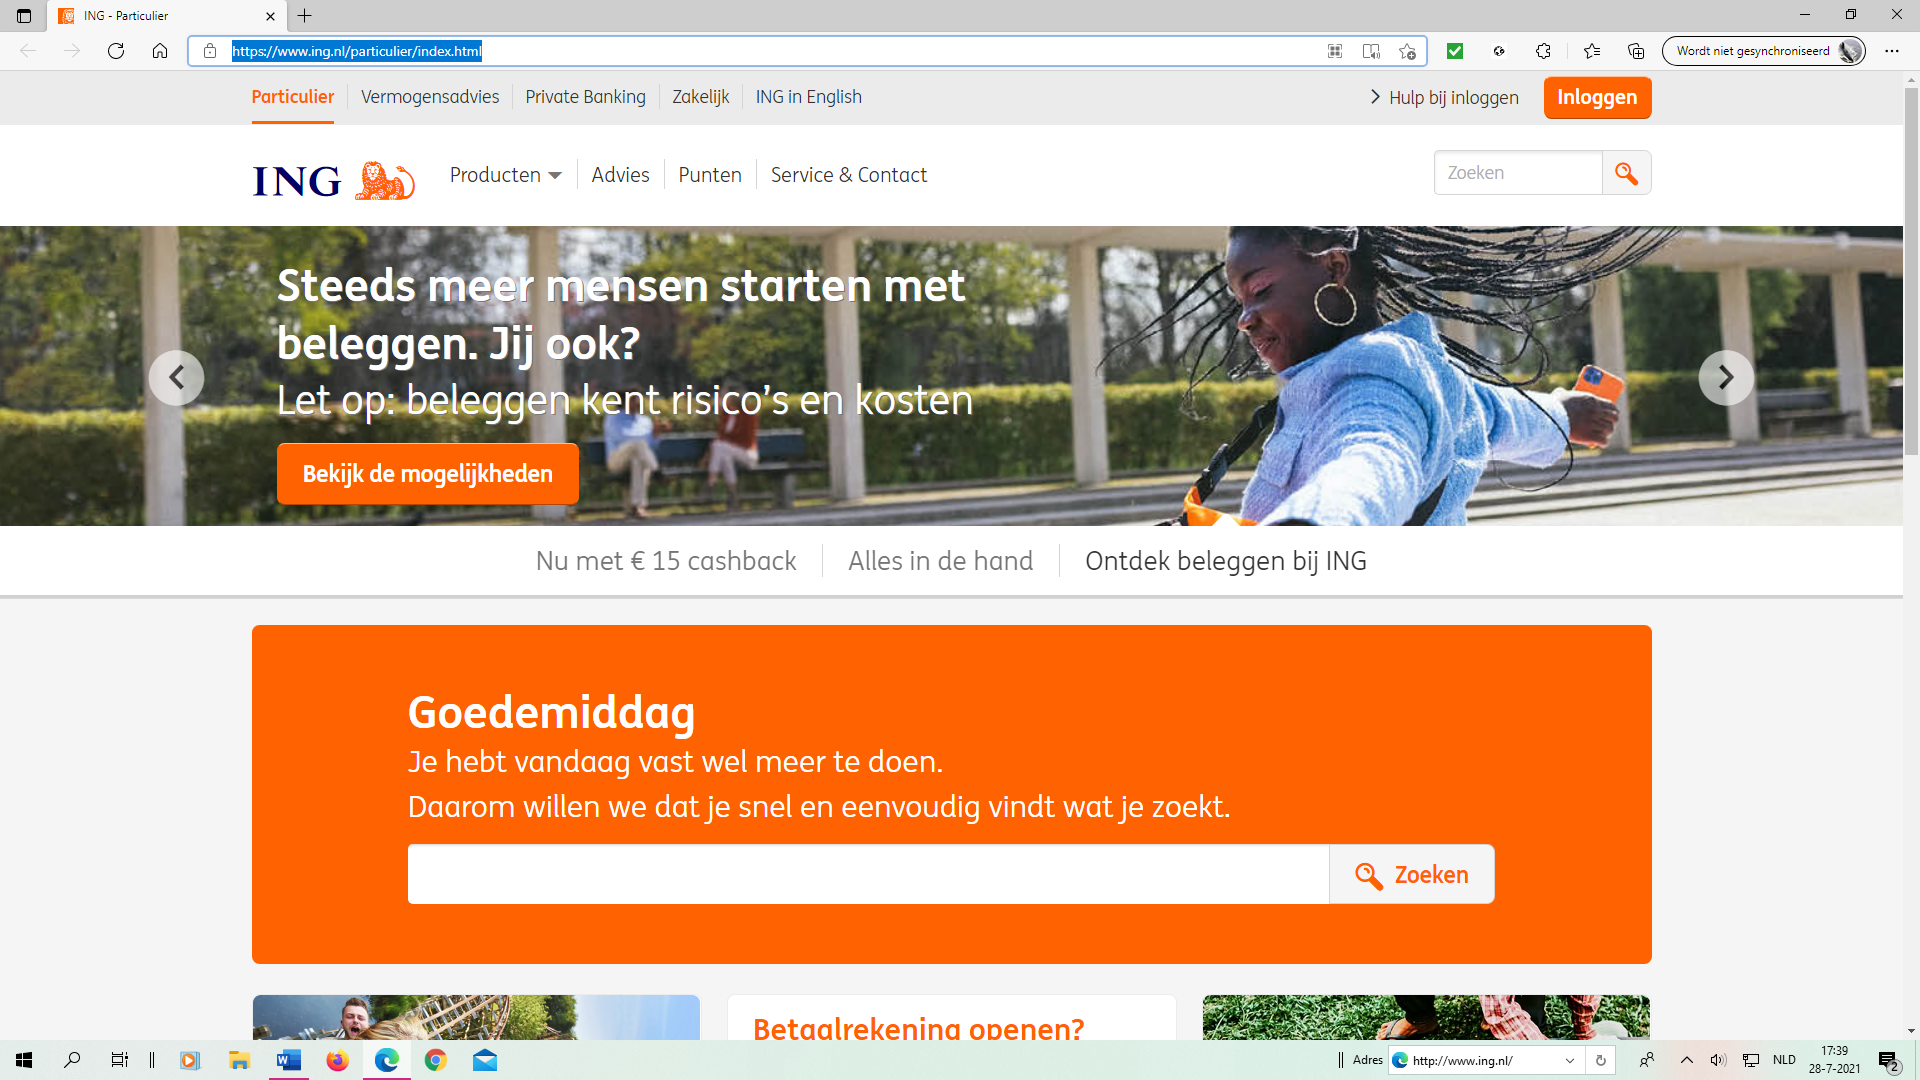 ING - Particulier
https://www.ing.nl/particulier/index.html
Wordt niet gesynchroniseerd
Particulier
Vermogensadvies
Private Banking
Zakelijk
ING in English
Hulp bij inloggen
Inloggen
ING
Producten
Advies
Punten
Service & Contact
Zoeken
Steeds meer mensen starten met
beleggen. Jij ook?
Let op: beleggen kent risico's en kosten
Bekijk de mogelijkheden
Nu met € 15 cashback
Alles in de hand
Ontdek beleggen bij ING
Goedemiddag
Je hebt vandaag vast wel meer te doen.
Daarom willen we dat je snel en eenvoudig vindt wat je zoekt.
Zoeken
Betaalrekening openen?
Adres
http://www.ing.nl/
NLD
17:39
28-7-2021
2